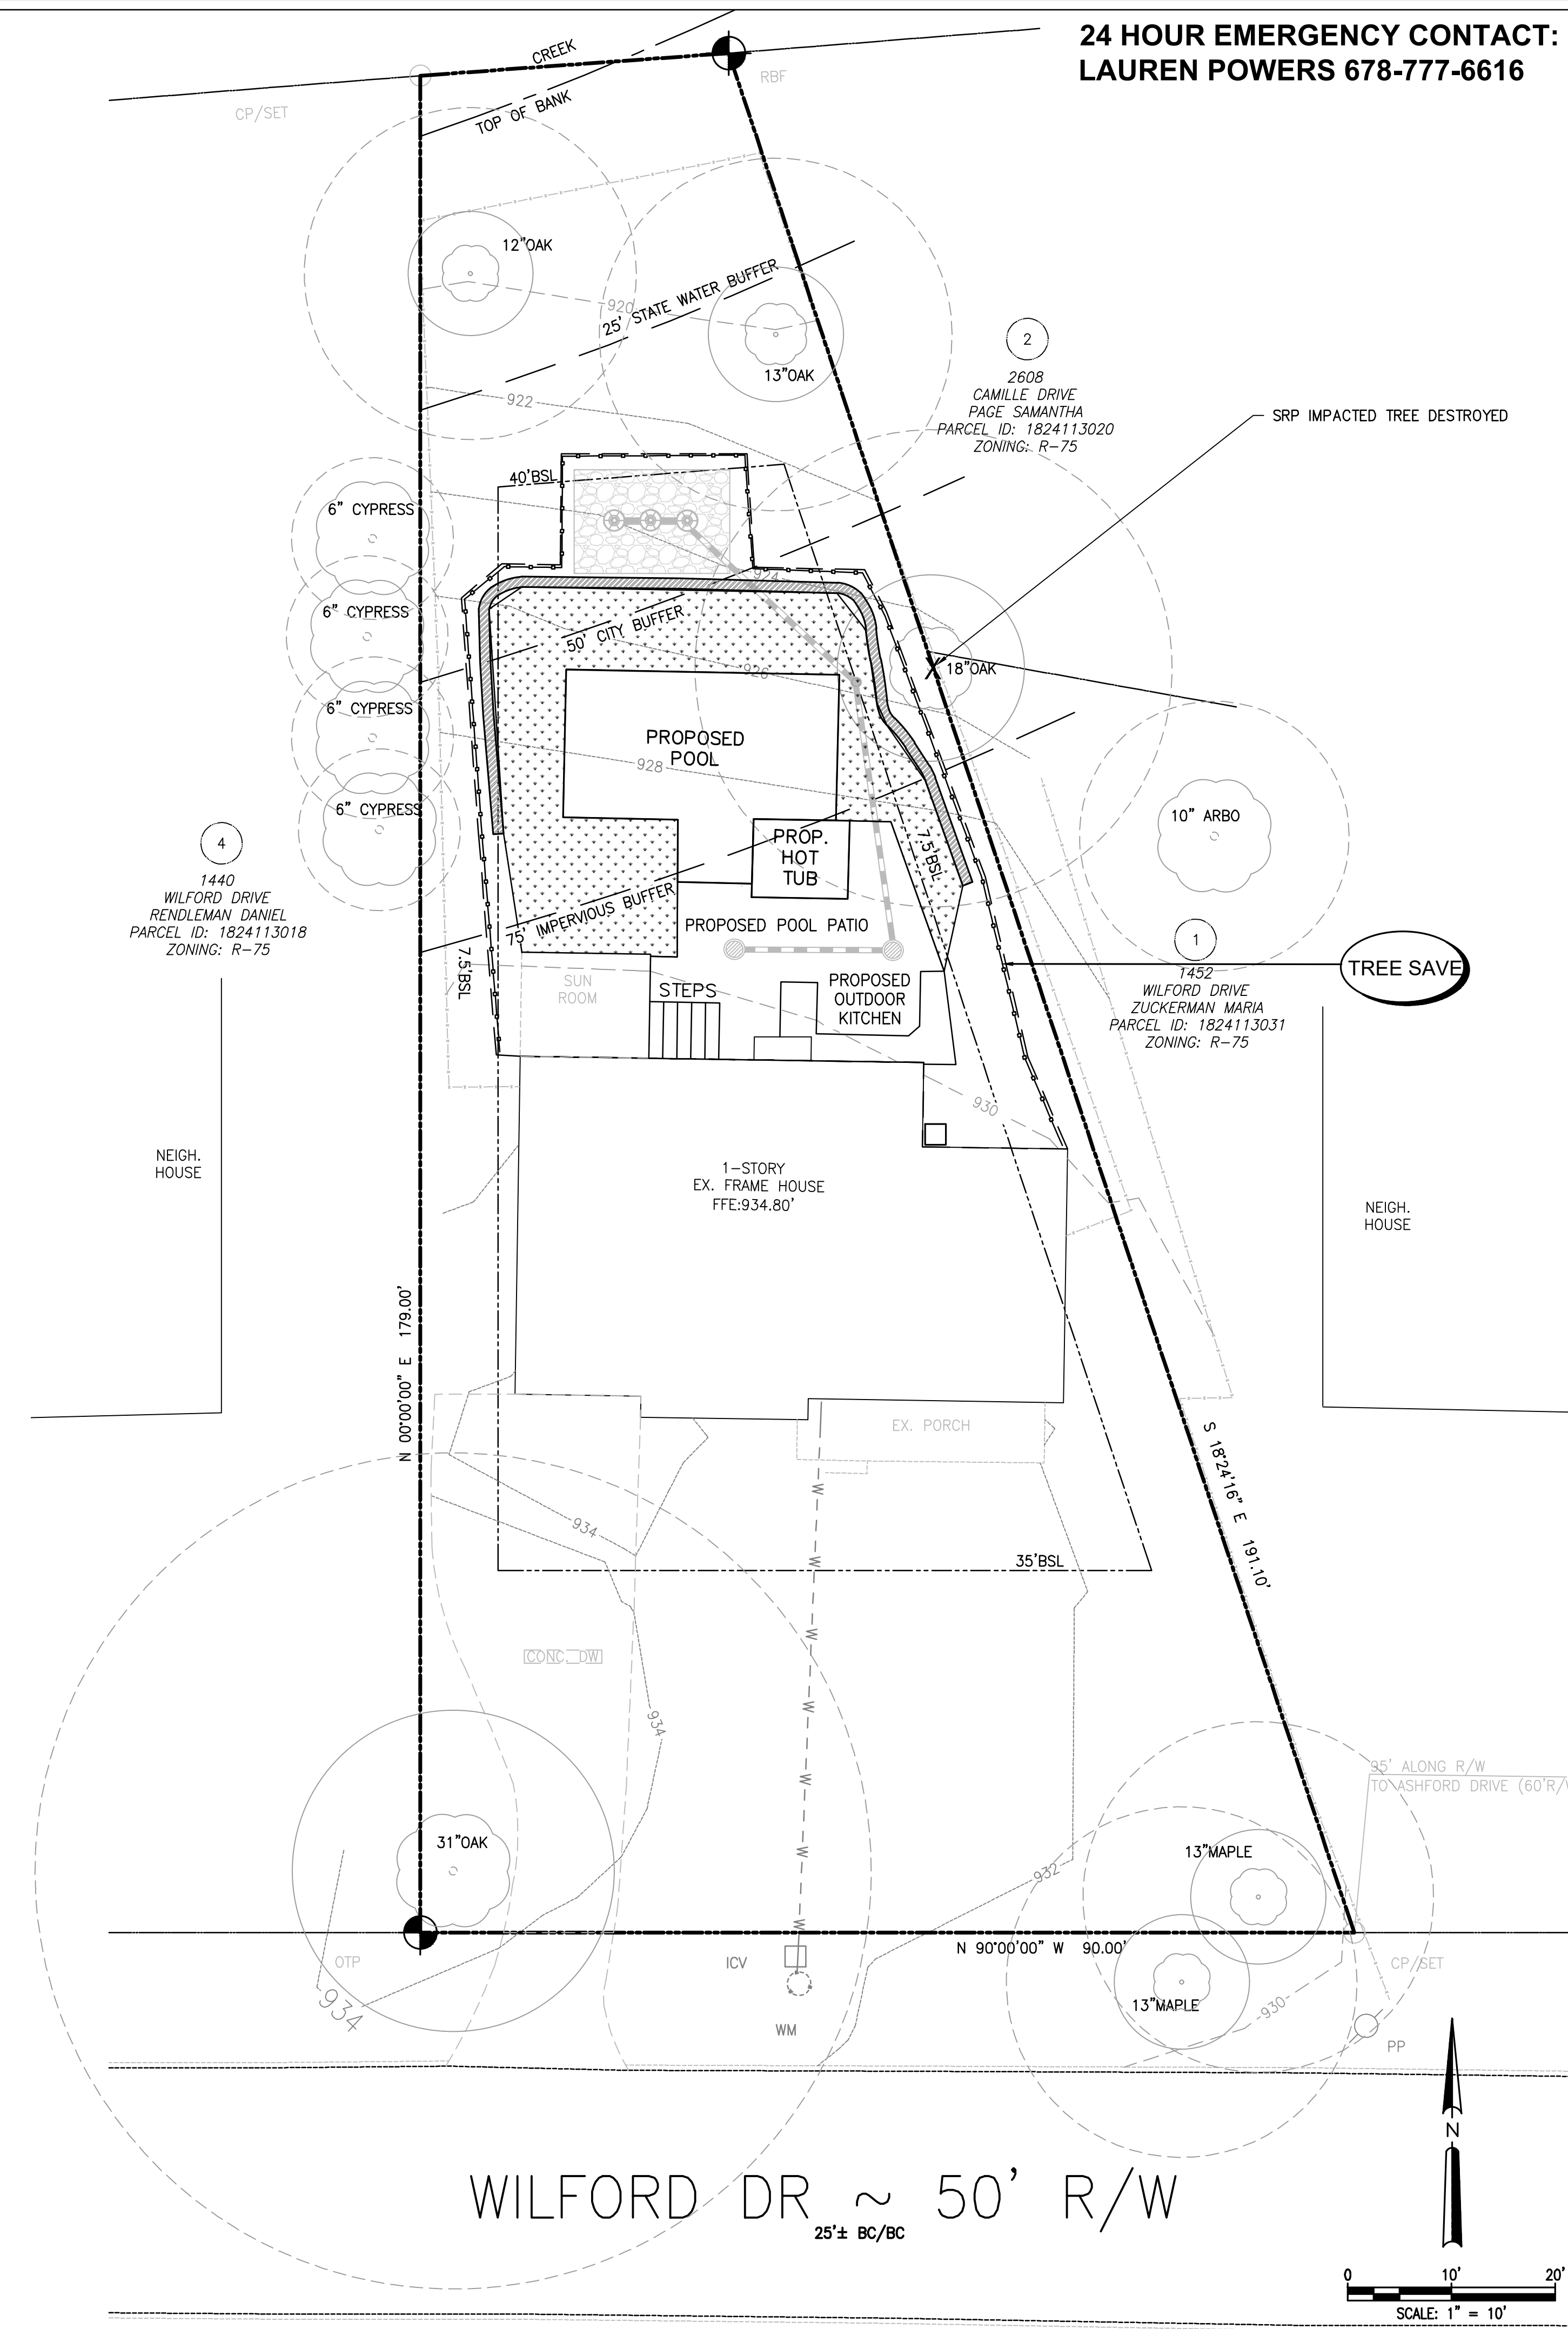 24 HOUR EMERGENCY CONTACT:
LAUREN POWERS 678-777-6616
CREEK
RBF
CP/SET
TOP OF BANK
12"OAK
25' STATE WATER BUFFER
920
13"OAK
2
2608
CAMILLE DRIVE
PAGE SAMANTHA
PARCEL ID: 1824113020
ZONING: R-75
SRP IMPACTED TREE DESTROYED
922
40'BSL
6" CYPRESS
924
6" CYPRESS
50' CITY BUFFER
926
18"OAK
6" CYPRESS
PROPOSED
POOL
928
6" CYPRESS
10" ARBO
4
1440
WILFORD DRIVE
RENDLEMAN DANIEL
PARCEL ID: 1824113018
ZONING: R-75
PROP.
HOT
TUB
7.5'BSL
75' IMPERVIOUS BUFFER
PROPOSED POOL PATIO
1
1452
WILFORD DRIVE
ZUCKERMAN MARIA
PARCEL ID: 1824113031
ZONING: R-75
TREE SAVE
7.5'BSL
SUN
ROOM
STEPS
PROPOSED
OUTDOOR
KITCHEN
930
NEIGH.
HOUSE
1-STORY
EX. FRAME HOUSE
FFE:934.80'
NEIGH.
HOUSE
N 00°00'00" E 179.00'
EX. PORCH
S 18°24'16" E 191.10'
934
35'BSL
CONC. DW
934
95' ALONG R/W
TO ASHFORD DRIVE (60'R/W
31"OAK
13"MAPLE
932
N 90°00'00" W 90.00'
OTP
ICV
CP/SET
934
13"MAPLE
930
WM
PP
N
WILFORD DR ~ 50' R/W
25'± BC/BC
0 10' 20'
SCALE: 1" = 10'